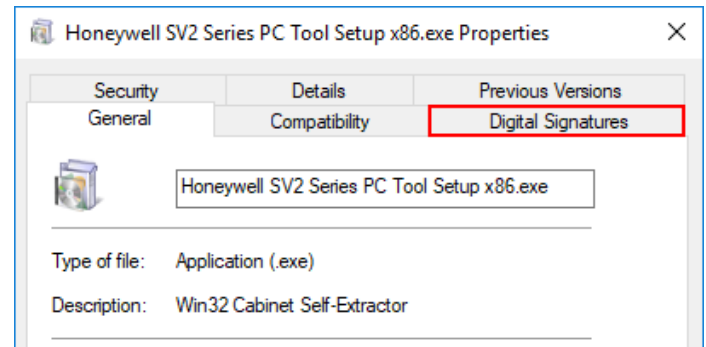 Honeywell SV2 Series PC Tool Setup x86.exe Properties
Security Details Previous Versions
General Compatibility Digital Signatures
Honeywell SV2 Series PC Tool Setup x86.exe
Type of file: Application (.exe)
Description: Win32 Cabinet Self-Extractor